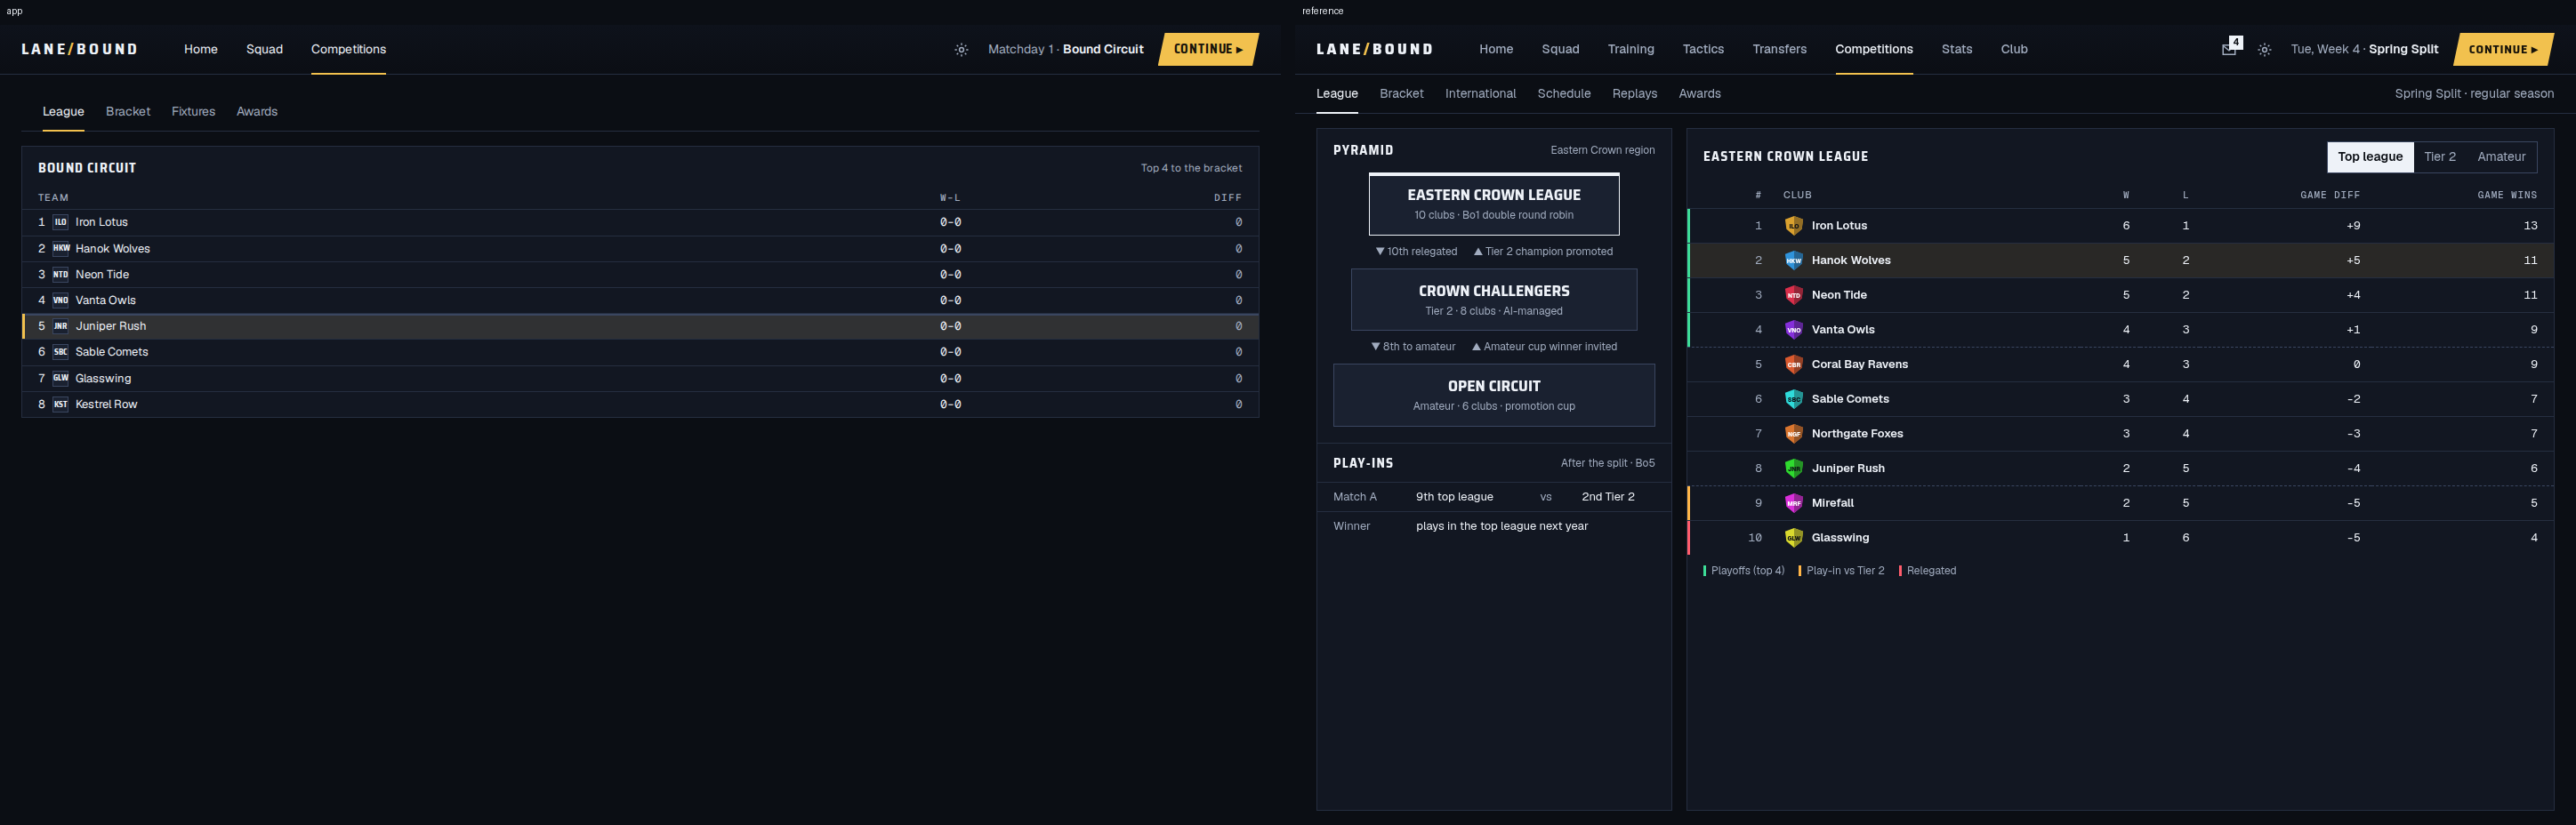 app
LANE/BOUND Home Squad Competitions Matchday 1 · Bound Circuit CONTINUE ▸
League Bracket Fixtures Awards
BOUND CIRCUIT Top 4 to the bracket
TEAM W-L DIFF
1 ILO Iron Lotus 0-0 0
2 HKW Hanok Wolves 0-0 0
3 NTD Neon Tide 0-0 0
4 VNO Vanta Owls 0-0 0
5 JNR Juniper Rush 0-0 0
6 SBC Sable Comets 0-0 0
7 GLW Glasswing 0-0 0
8 KST Kestrel Row 0-0 0
reference
LANE/BOUND Home Squad Training Tactics Transfers Competitions Stats Club 4 Tue, Week 4 · Spring Split CONTINUE ▸
League Bracket International Schedule Replays Awards Spring Split · regular season
PYRAMID Eastern Crown region
EASTERN CROWN LEAGUE
10 clubs · Bo1 double round robin
▼ 10th relegated ▲ Tier 2 champion promoted
CROWN CHALLENGERS
Tier 2 · 8 clubs · AI-managed
▼ 8th to amateur ▲ Amateur cup winner invited
OPEN CIRCUIT
Amateur · 6 clubs · promotion cup
PLAY-INS After the split · Bo5
Match A 9th top league vs 2nd Tier 2
Winner plays in the top league next year
EASTERN CROWN LEAGUE Top league Tier 2 Amateur
# CLUB W L GAME DIFF GAME WINS
1 ILO Iron Lotus 6 1 +9 13
2 HKW Hanok Wolves 5 2 +5 11
3 NTD Neon Tide 5 2 +4 11
4 VNO Vanta Owls 4 3 +1 9
5 CBR Coral Bay Ravens 4 3 0 9
6 SBC Sable Comets 3 4 -2 7
7 NGF Northgate Foxes 3 4 -3 7
8 JNR Juniper Rush 2 5 -4 6
9 MRF Mirefall 2 5 -5 5
10 GLW Glasswing 1 6 -5 4
Playoffs (top 4) Play-in vs Tier 2 Relegated